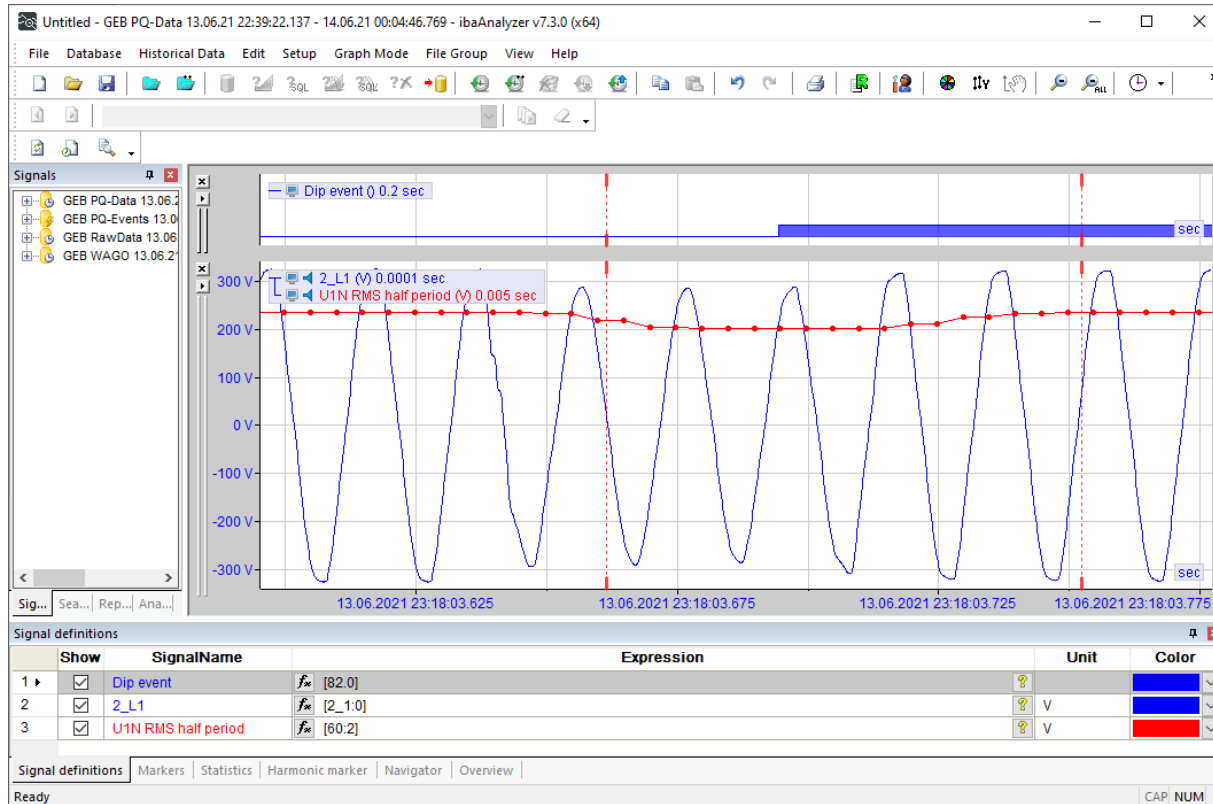 Untitled - GEB PQ-Data 13.06.21 22:39:22.137 - 14.06.21 00:04:46.769 - ibaAnalyzer v7.3.0 (x64)
File Database Historical Data Edit Setup Graph Mode File Group View Help
SQL SQL ALL
Signals
GEB PQ-Data 13.06.2
GEB PQ-Events 13.0
GEB RawData 13.06
GEB WAGO 13.06.21
Sig... Sea... Rep... Ana...
Dip event () 0.2 sec
sec
2_L1 (V) 0.0001 sec
U1N RMS half period (V) 0.005 sec
300 V
200 V
100 V
0 V
-100 V
-200 V
-300 V
sec
13.06.2021 23:18:03.625 13.06.2021 23:18:03.675 13.06.2021 23:18:03.725 13.06.2021 23:18:03.775
Signal definitions
Show SignalName Expression Unit Color
1 Dip event fx [82.0] ?
2 2_L1 fx [2_1:0] ? V
3 U1N RMS half period fx [60:2] ? V
Signal definitions Markers Statistics Harmonic marker Navigator Overview
Ready CAP NUM